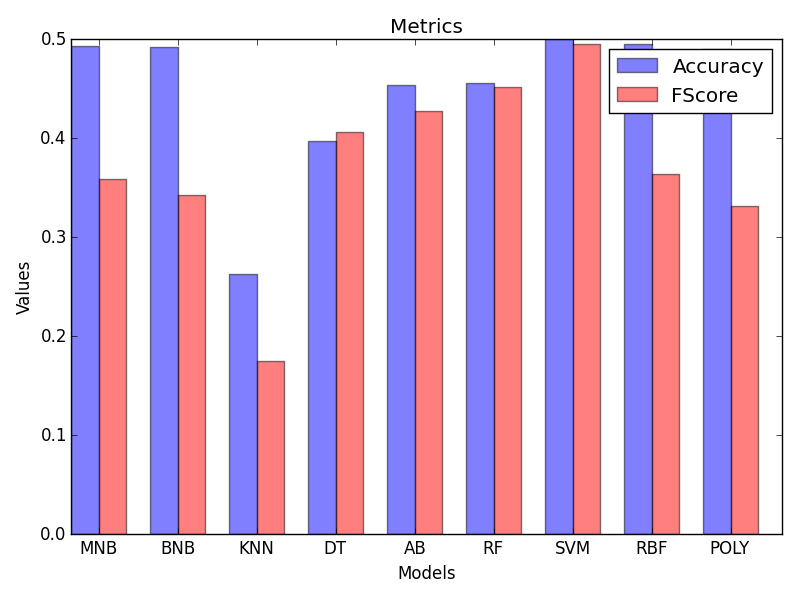 Metrics
0.5
0.4
0.3
0.2
0.1
0.0
Values
Accuracy
FScore
MNB BNB KNN DT AB RF SVM RBF POLY
Models